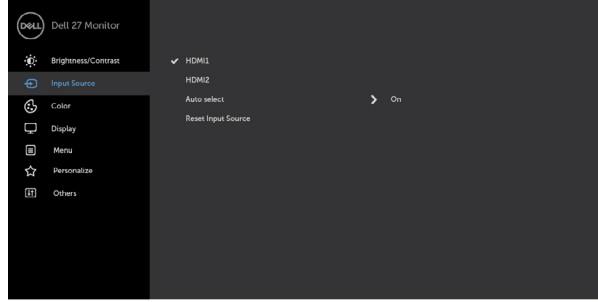 DELL Dell 27 Monitor
Brightness/Contrast
Input Source
Color
Display
Menu
Personalize
Others
HDMI1
HDMI2
Auto select On
Reset Input Source